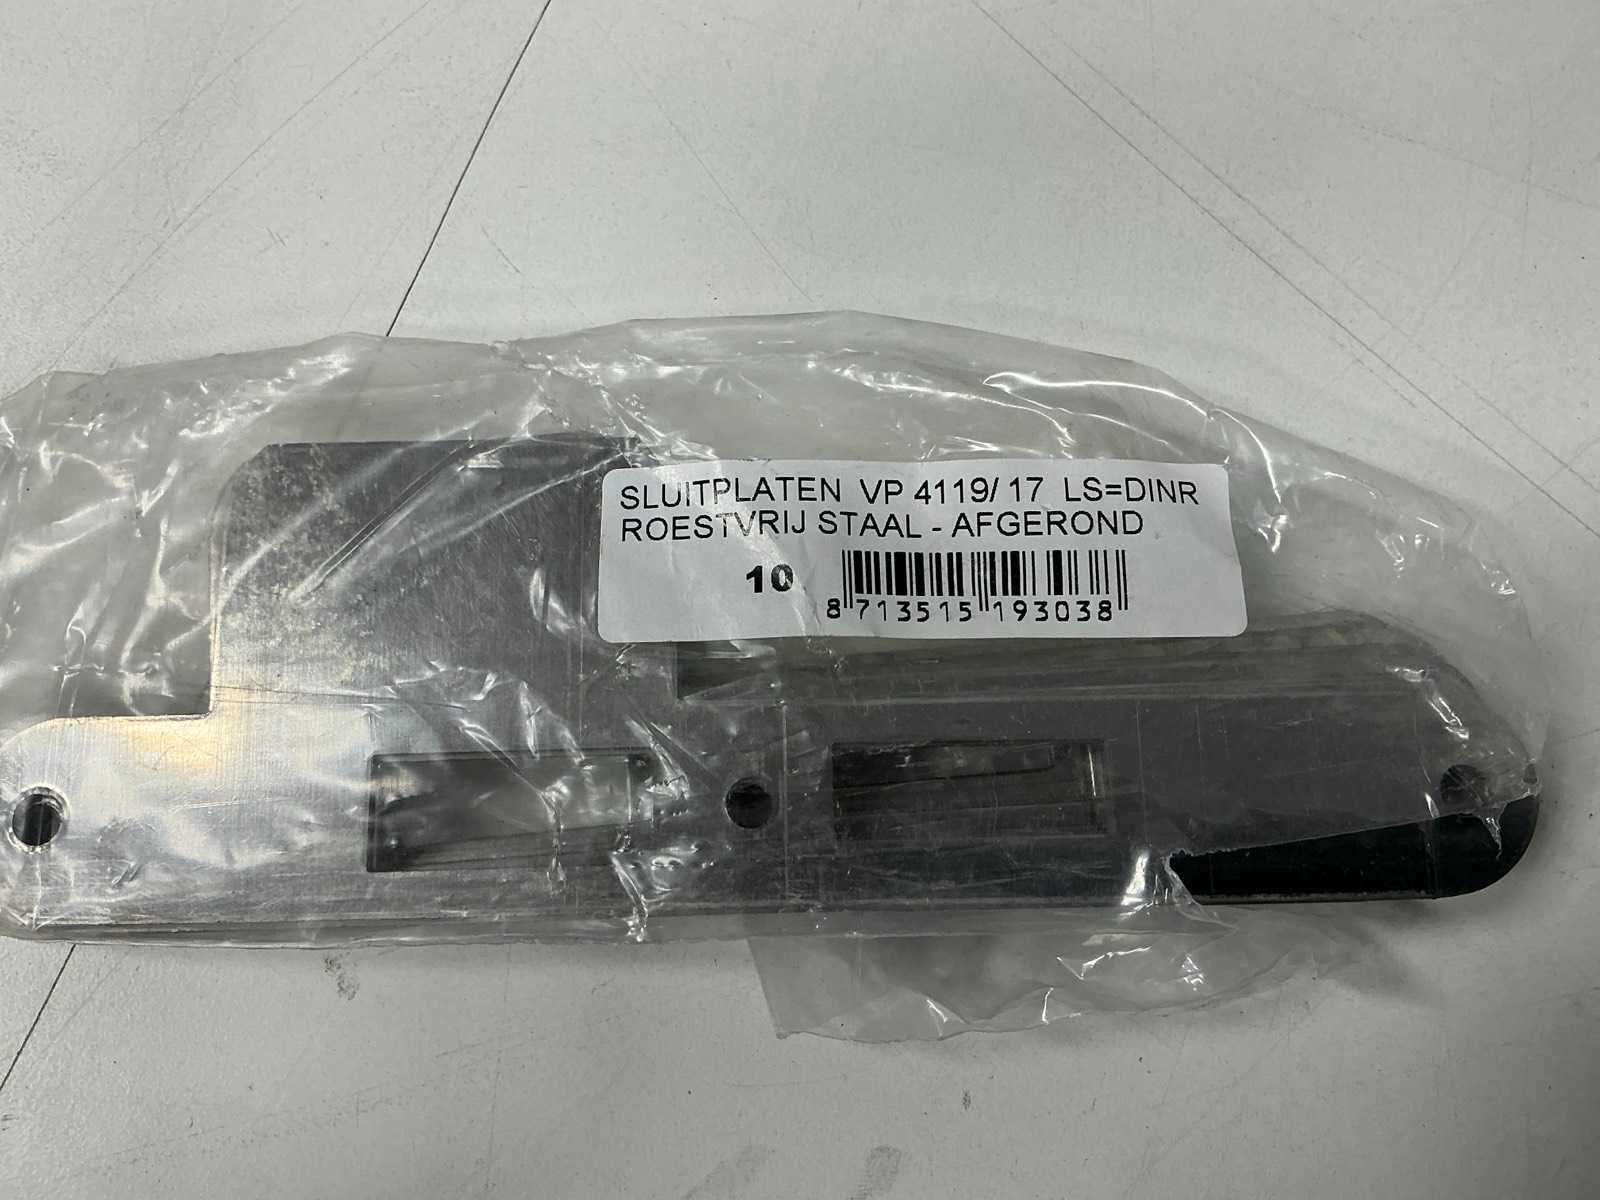 SLUITPLATEN VP 4119/ 17 LS=DINR
ROESTVRIJ STAAL - AFGEROND
10
8 713515 193038